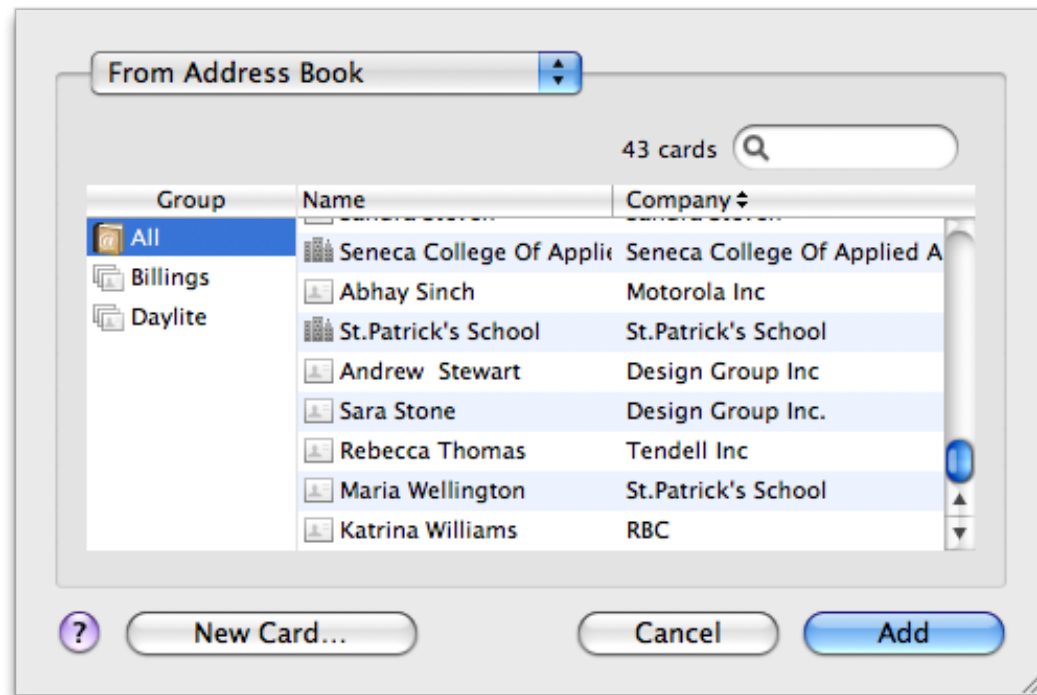 From Address Book
43 cards
Group Name Company
All
Billings
Daylite
Seneca College Of Applie Seneca College Of Applied A
Abhay Sinch Motorola Inc
St.Patrick's School St.Patrick's School
Andrew  Stewart Design Group Inc
Sara Stone Design Group Inc.
Rebecca Thomas Tendell Inc
Maria Wellington St.Patrick's School
Katrina Williams RBC
? New Card... Cancel Add